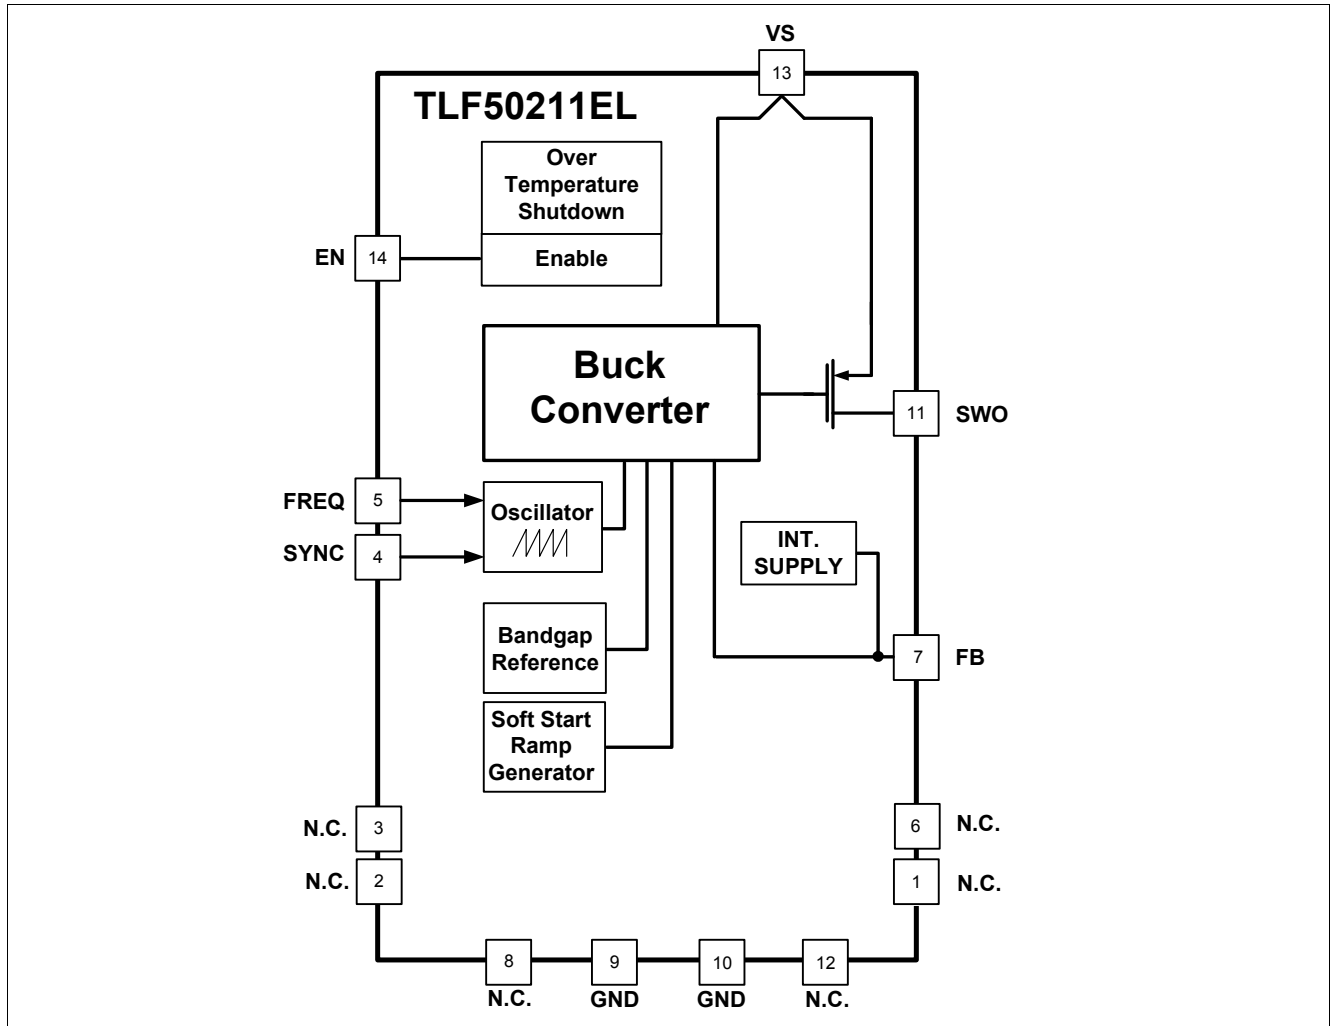 VS
13
TLF50211EL
Over
Temperature
Shutdown
EN
14
Enable
Buck
Converter
11
SWO
FREQ
5
Oscillator
SYNC
4
INT.
SUPPLY
Bandgap
Reference
7
FB
Soft Start
Ramp
Generator
N.C.
3
6
N.C.
N.C.
2
1
N.C.
8
9
10
12
N.C.
GND
GND
N.C.